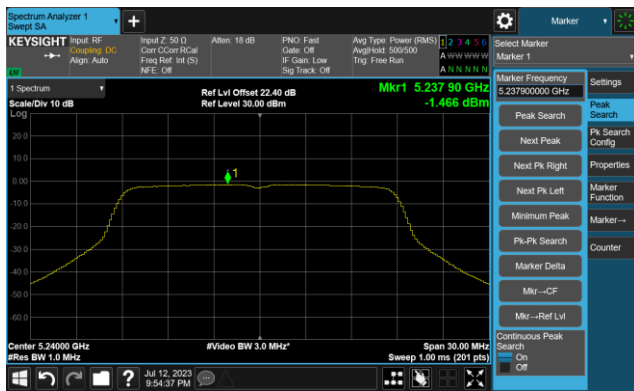 Spectrum Analyzer 1
Swept SA
Marker
KEYSIGHT
Input: RF
Coupling: DC
Align: Auto
Input Z: 50 Ω
Corr CCorr RCal
Freq Ref: Int (S)
NFE: Off
Atten: 18 dB
PNO: Fast
Gate: Off
IF Gain: Low
Sig Track: Off
Avg Type: Power (RMS)
Avg|Hold: 500/500
Trig: Free Run
1 2 3 4 5 6
A W W W W W
A N N N N N
Select Marker
Marker 1
1 Spectrum
Scale/Div 10 dB
Log
Ref Lvl Offset 22.40 dB
Ref Level 30.00 dBm
Mkr1 5.237 90 GHz
-1.466 dBm
Marker Frequency
5.237900000 GHz
Peak Search
Next Peak
Next Pk Right
Next Pk Left
Minimum Peak
Pk-Pk Search
Marker Delta
Mkr→CF
Mkr→Ref Lvl
Continuous Peak
Search
On
Off
Settings
Peak
Search
Pk Search
Config
Properties
Marker
Function
Marker→
Counter
20.0
10.0
0.00
-10.0
-20.0
-30.0
-40.0
-50.0
-60.0
1
Center 5.24000 GHz
#Res BW 1.0 MHz
#Video BW 3.0 MHz*
Span 30.00 MHz
Sweep 1.00 ms (201 pts)
Jul 12, 2023
9:54:37 PM